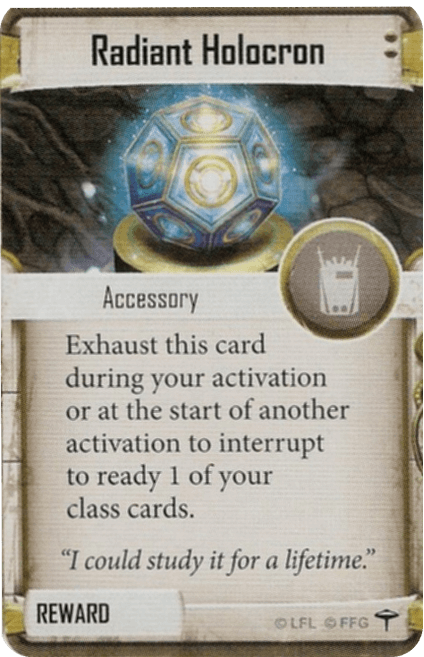 Radiant Holocron
Accessory
Exhaust this card
during your activation
or at the start of another
activation to interrupt
to ready 1 of your
class cards.
“I could study it for a lifetime.”
REWARD
© LFL © FFG